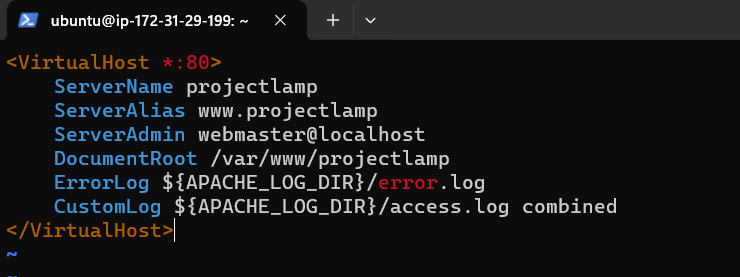 ubuntu@ip-172-31-29-199: ~
<VirtualHost *:80>
    ServerName projectlamp
    ServerAlias www.projectlamp
    ServerAdmin webmaster@localhost
    DocumentRoot /var/www/projectlamp
    ErrorLog ${APACHE_LOG_DIR}/error.log
    CustomLog ${APACHE_LOG_DIR}/access.log combined
</VirtualHost>
~
~